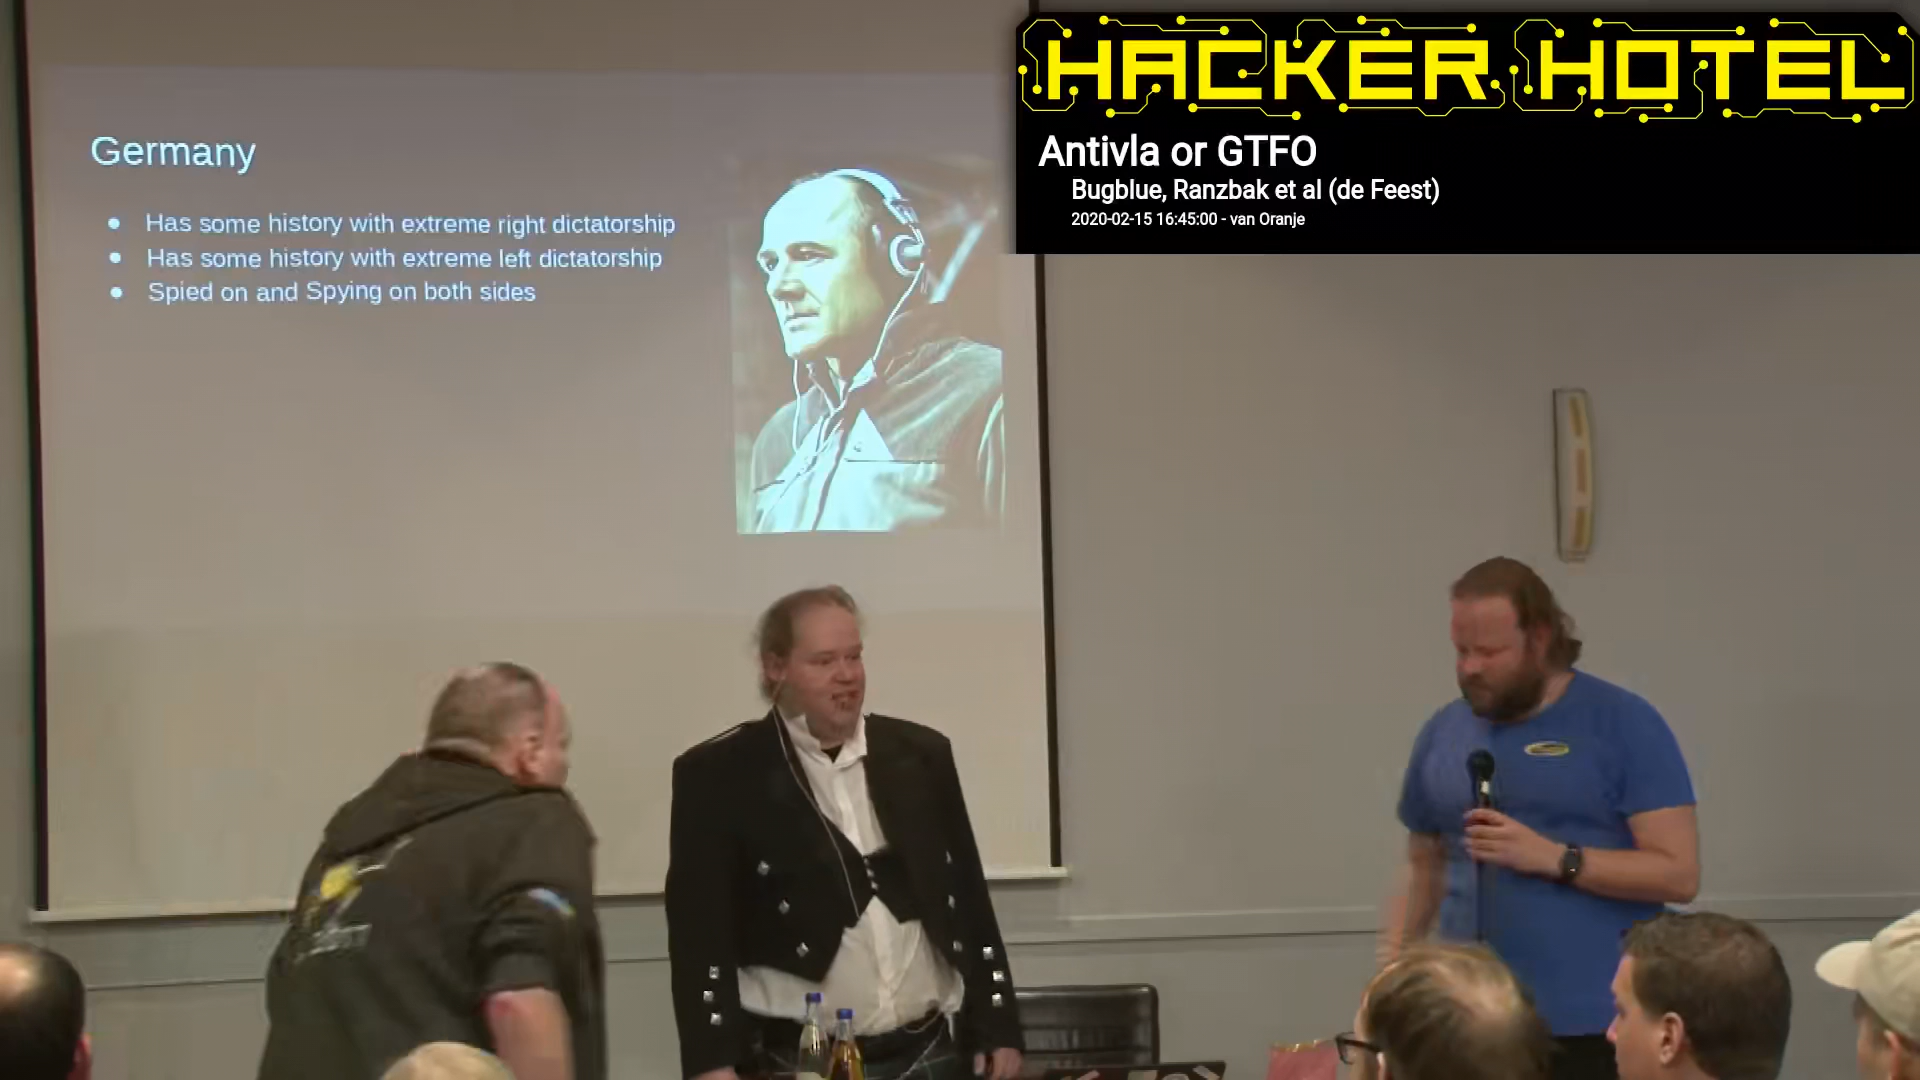 HACKER HOTEL
Antivla or GTFO
Bugblue, Ranzbak et al (de Feest)
2020-02-15 16:45:00 - van Oranje
Germany
Has some history with extreme right dictatorship
Has some history with extreme left dictatorship
Spied on and Spying on both sides